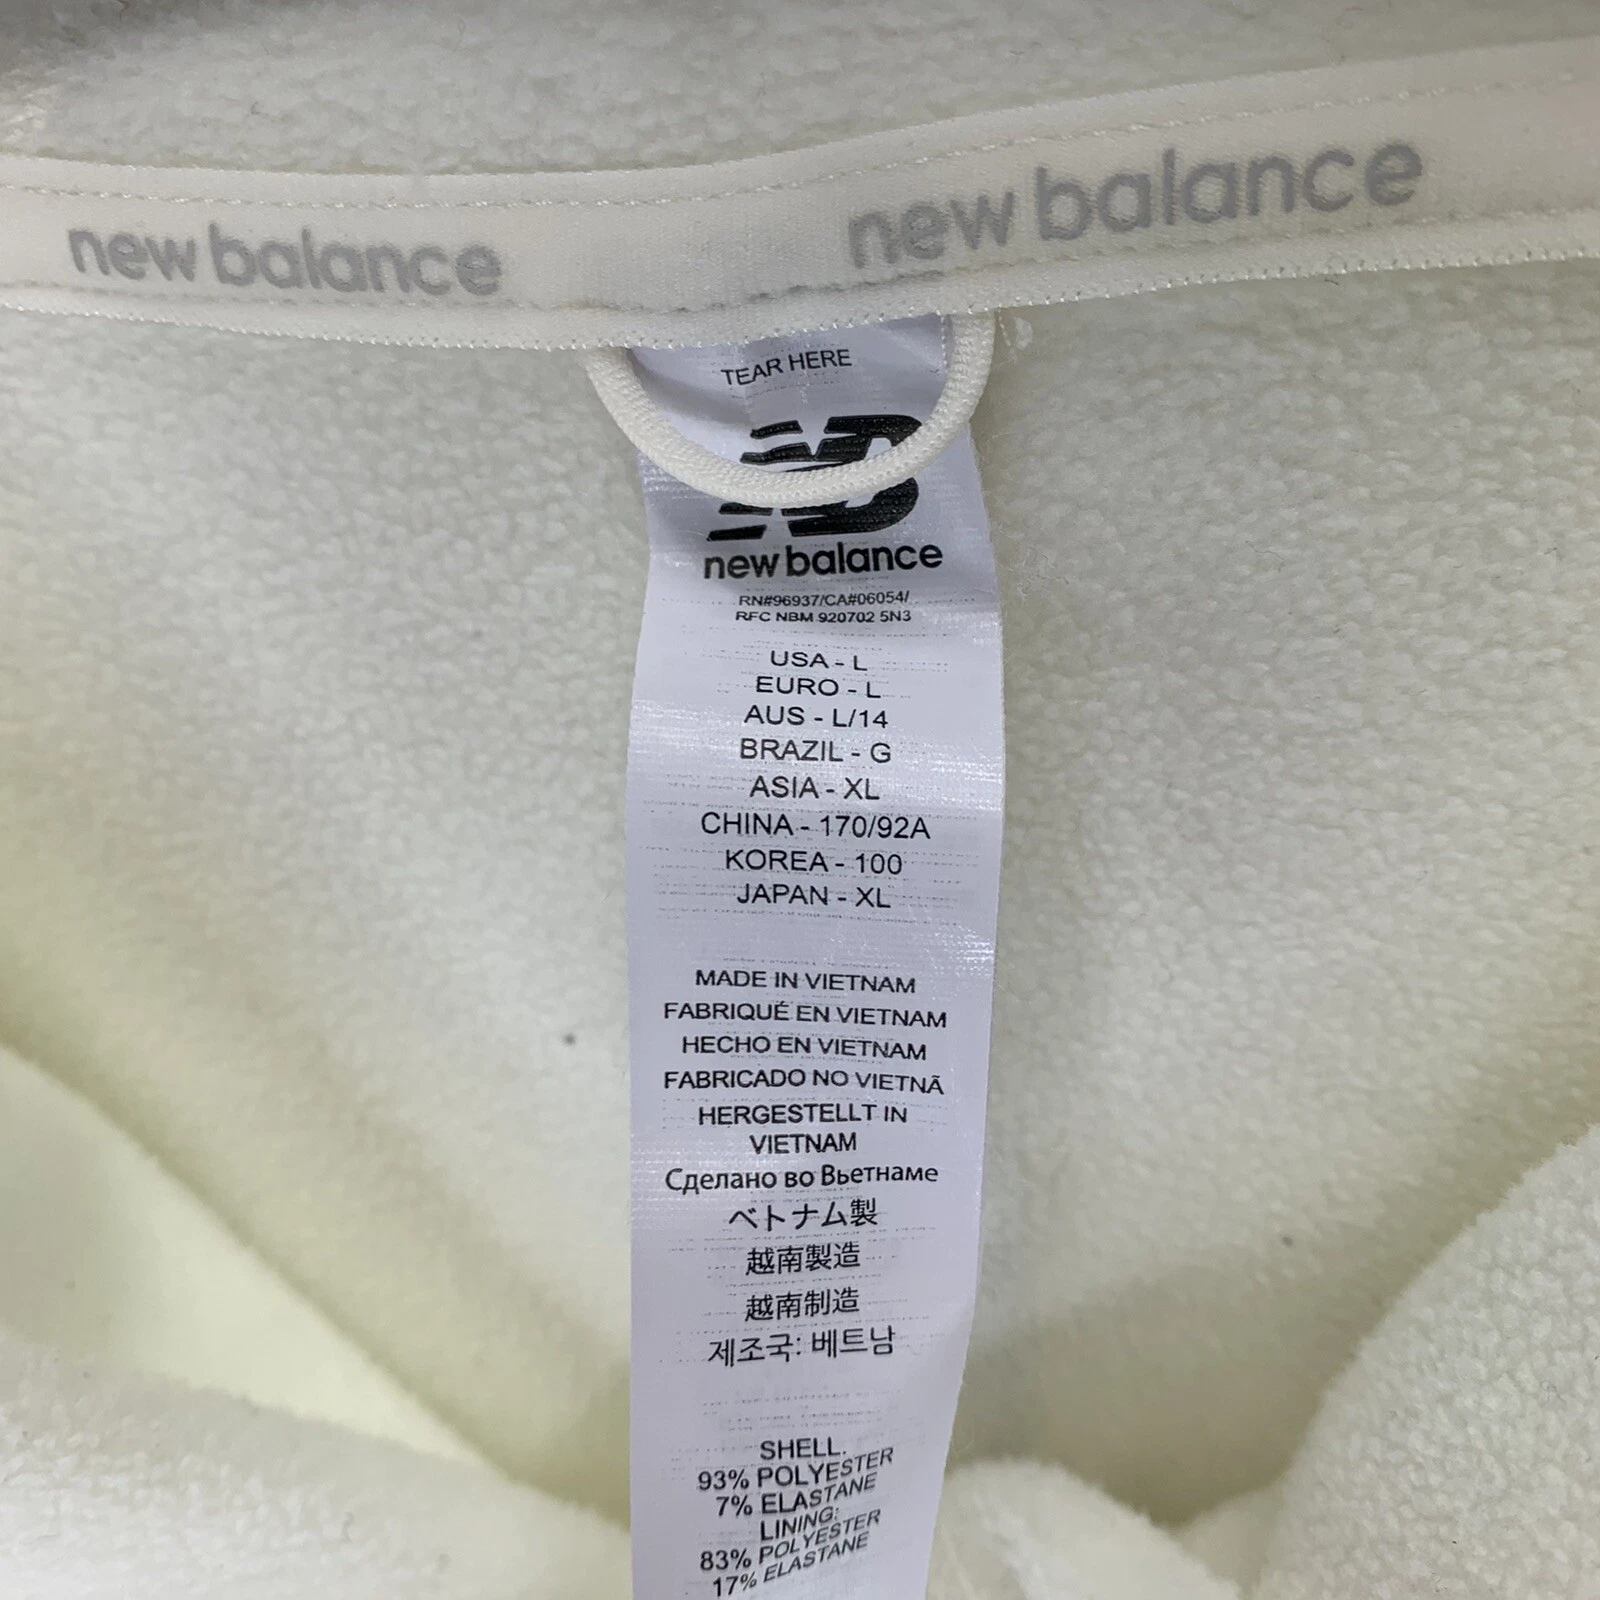 new balance new balance
TEAR HERE
new balance
RN#96937/CA#06054/
RFC NBM 920702 5N3
USA - L
EURO - L
AUS - L/14
BRAZIL - G
ASIA - XL
CHINA - 170/92A
KOREA - 100
JAPAN - XL
MADE IN VIETNAM
FABRIQUÉ EN VIETNAM
HECHO EN VIETNAM
FABRICADO NO VIETNÃ
HERGESTELLT IN
VIETNAM
Сделано во Вьетнаме
ベトナム製
越南製造
越南制造
제조국: 베트남
SHELL:
93% POLYESTER
7% ELASTANE
LINING:
83% POLYESTER
17% ELASTANE